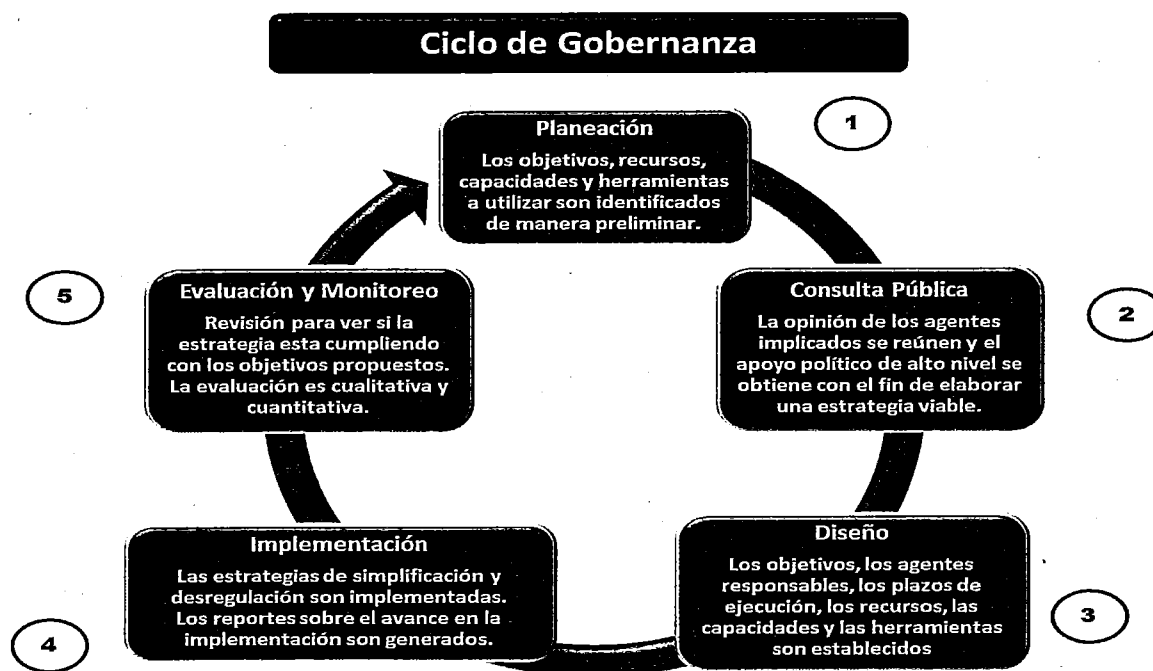 Ciclo de Gobernanza
1
Planeación
Los objetivos, recursos,
capacidades y herramientas
a utilizar son identificados
de manera preliminar.
2
Consulta Pública
La opinión de los agentes
implicados se reúnen y el
apoyo político de alto nivel se
obtiene con el fin de elaborar
una estrategia viable.
3
Diseño
Los objetivos, los agentes
responsables, los plazos de
ejecución, los recursos, las
capacidades y las herramientas
son establecidos
4
Implementación
Las estrategias de simplificación y
desregulación son implementadas.
Los reportes sobre el avance en la
implementación son generados.
5
Evaluación y Monitoreo
Revisión para ver si la
estrategia esta cumpliendo
con los objetivos propuestos.
La evaluación es cualitativa y
cuantitativa.